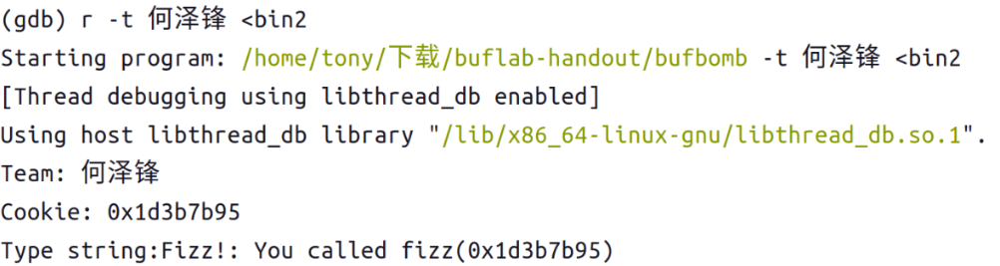 (gdb) r -t 何泽锋 <bin2
Starting program: /home/tony/下载/buflab-handout/bufbomb -t 何泽锋 <bin2
[Thread debugging using libthread_db enabled]
Using host libthread_db library "/lib/x86_64-linux-gnu/libthread_db.so.1".
Team: 何泽锋
Cookie: 0x1d3b7b95
Type string:Fizz!: You called fizz(0x1d3b7b95)